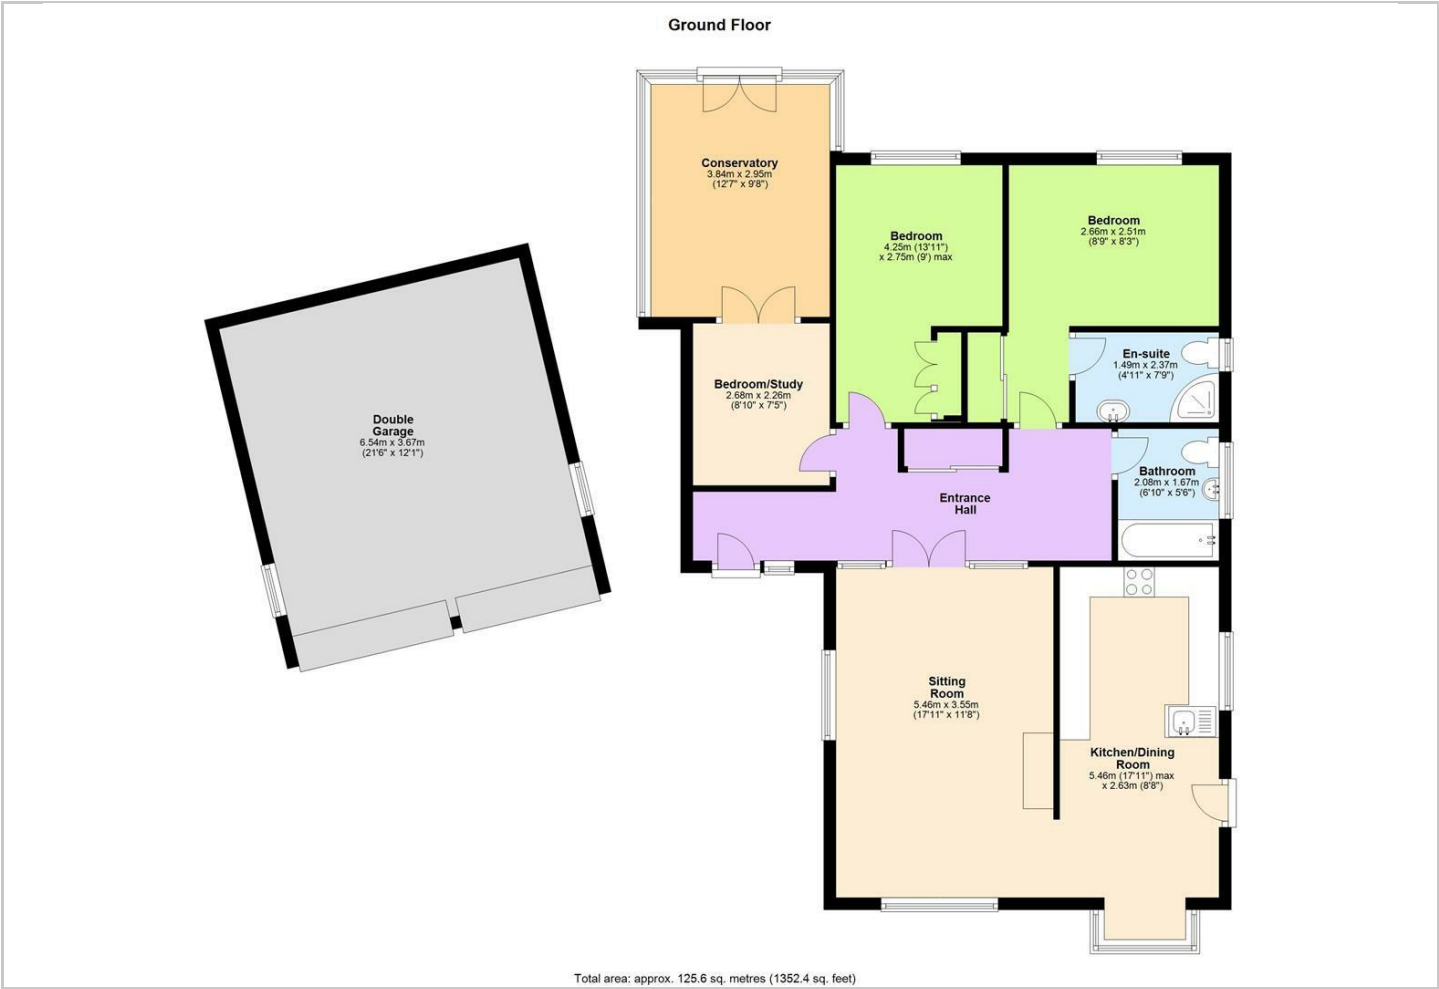 Ground Floor
Conservatory
3.84m x 2.95m
(12'7" x 9'8")
Bedroom
4.25m (13'11")
x 2.75m (9') max
Bedroom
2.66m x 2.51m
(8'9" x 8'3")
En-suite
1.49m x 2.37m
(4'11" x 7'9")
Bedroom/Study
2.68m x 2.26m
(8'10" x 7'5")
Double
Garage
6.54m x 3.67m
(21'6" x 12'1")
Bathroom
2.08m x 1.67m
(6'10" x 5'6")
Entrance
Hall
Sitting
Room
5.46m x 3.55m
(17'11" x 11'8")
Kitchen/Dining
Room
5.46m (17'11") max
x 2.63m (8'8")
Total area: approx. 125.6 sq. metres (1352.4 sq. feet)